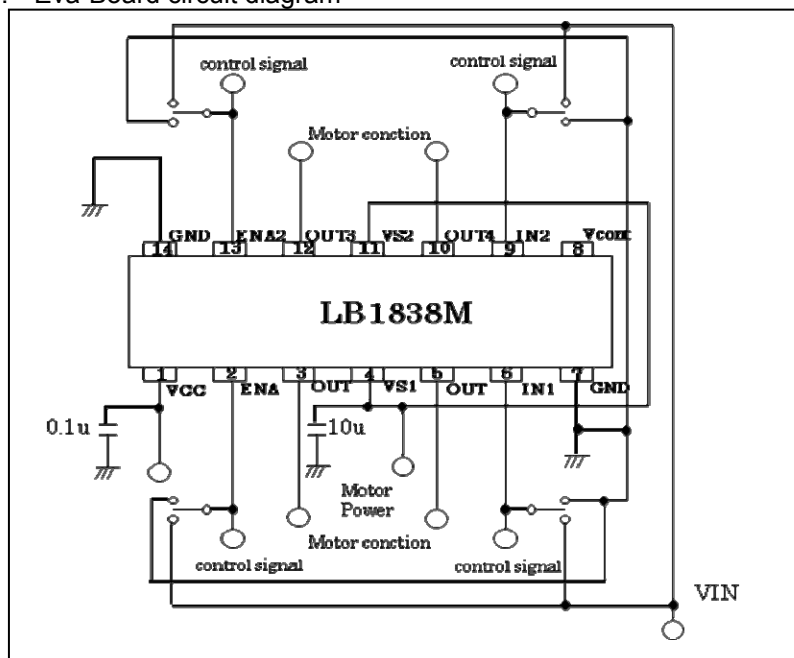 . Eva-Board circuit diagram
control signal
control signal
Motor conction
GND ENA2 OUT3 VS2 OUT4 IN2 Vcont
14 13 12 11 10 9 8
LB1838M
1 2 3 4 5 6 7
VCC ENA OUT VS1 OUT IN1 GND
0.1u
10u
Motor
Power
Motor conction
control signal
control signal
VIN